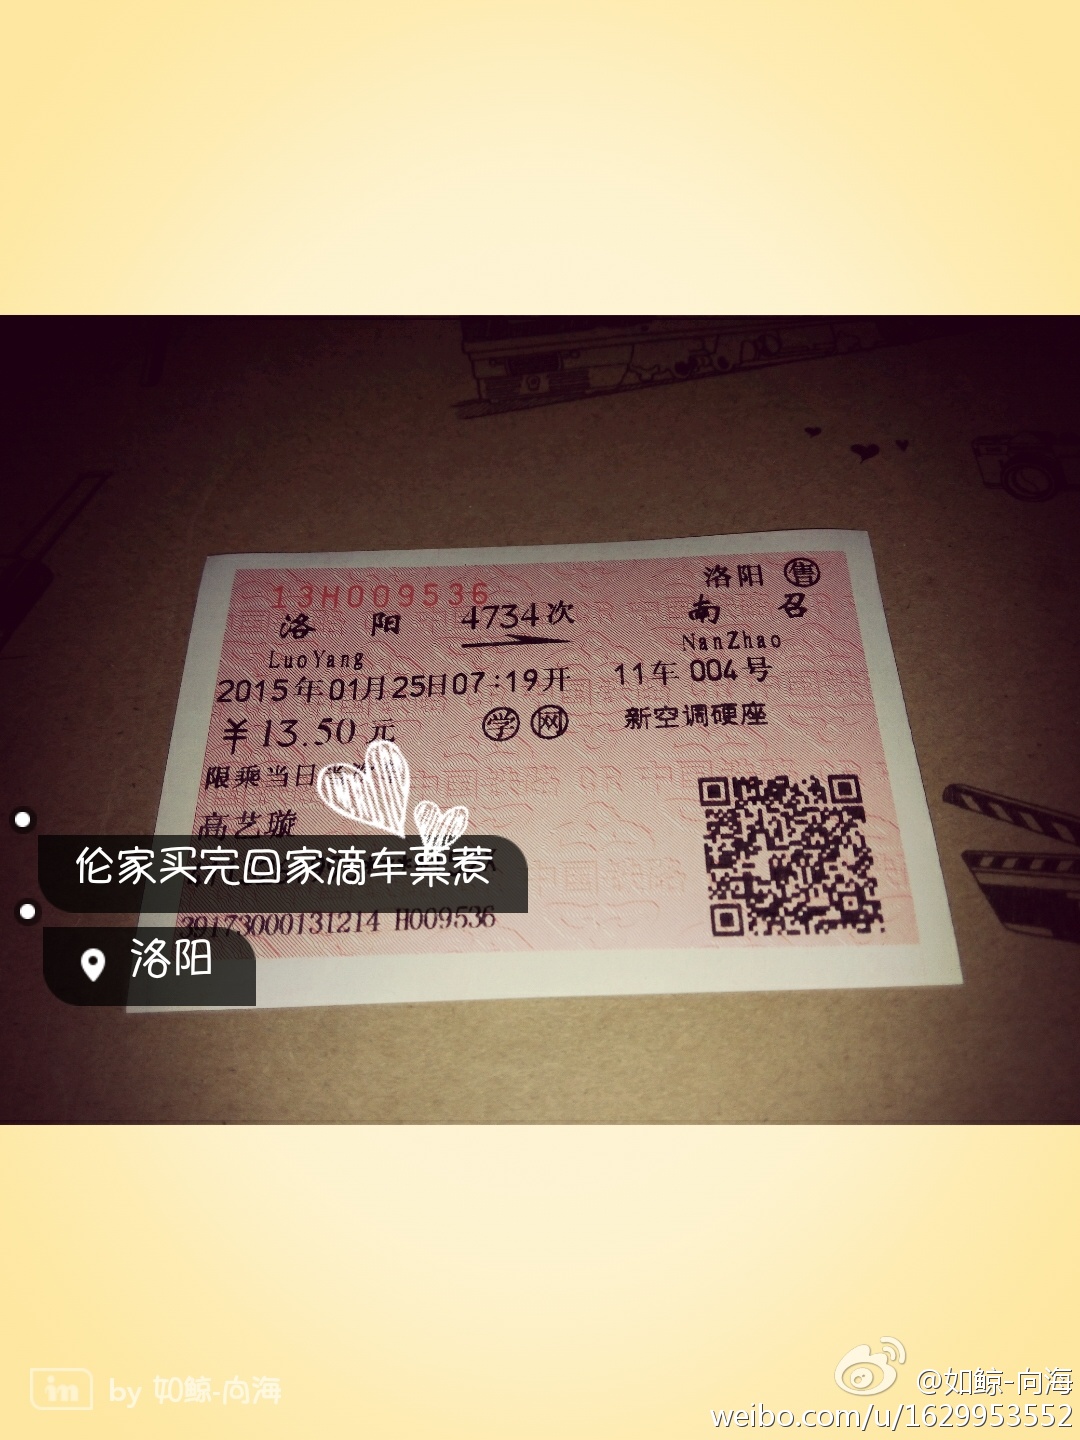 13H009536
洛阳 售
洛 阳 4734次 南 召
LuoYang NanZhao
2015年01月25日07:19开 11车 004号
¥13.50元 学 网 新空调硬座
限乘当日
高艺璇
伦家买完回家滴车票惹
39173000131214 H009536
洛阳
in by 如鲸-向海
@如鲸-向海
weibo.com/u/1629953552